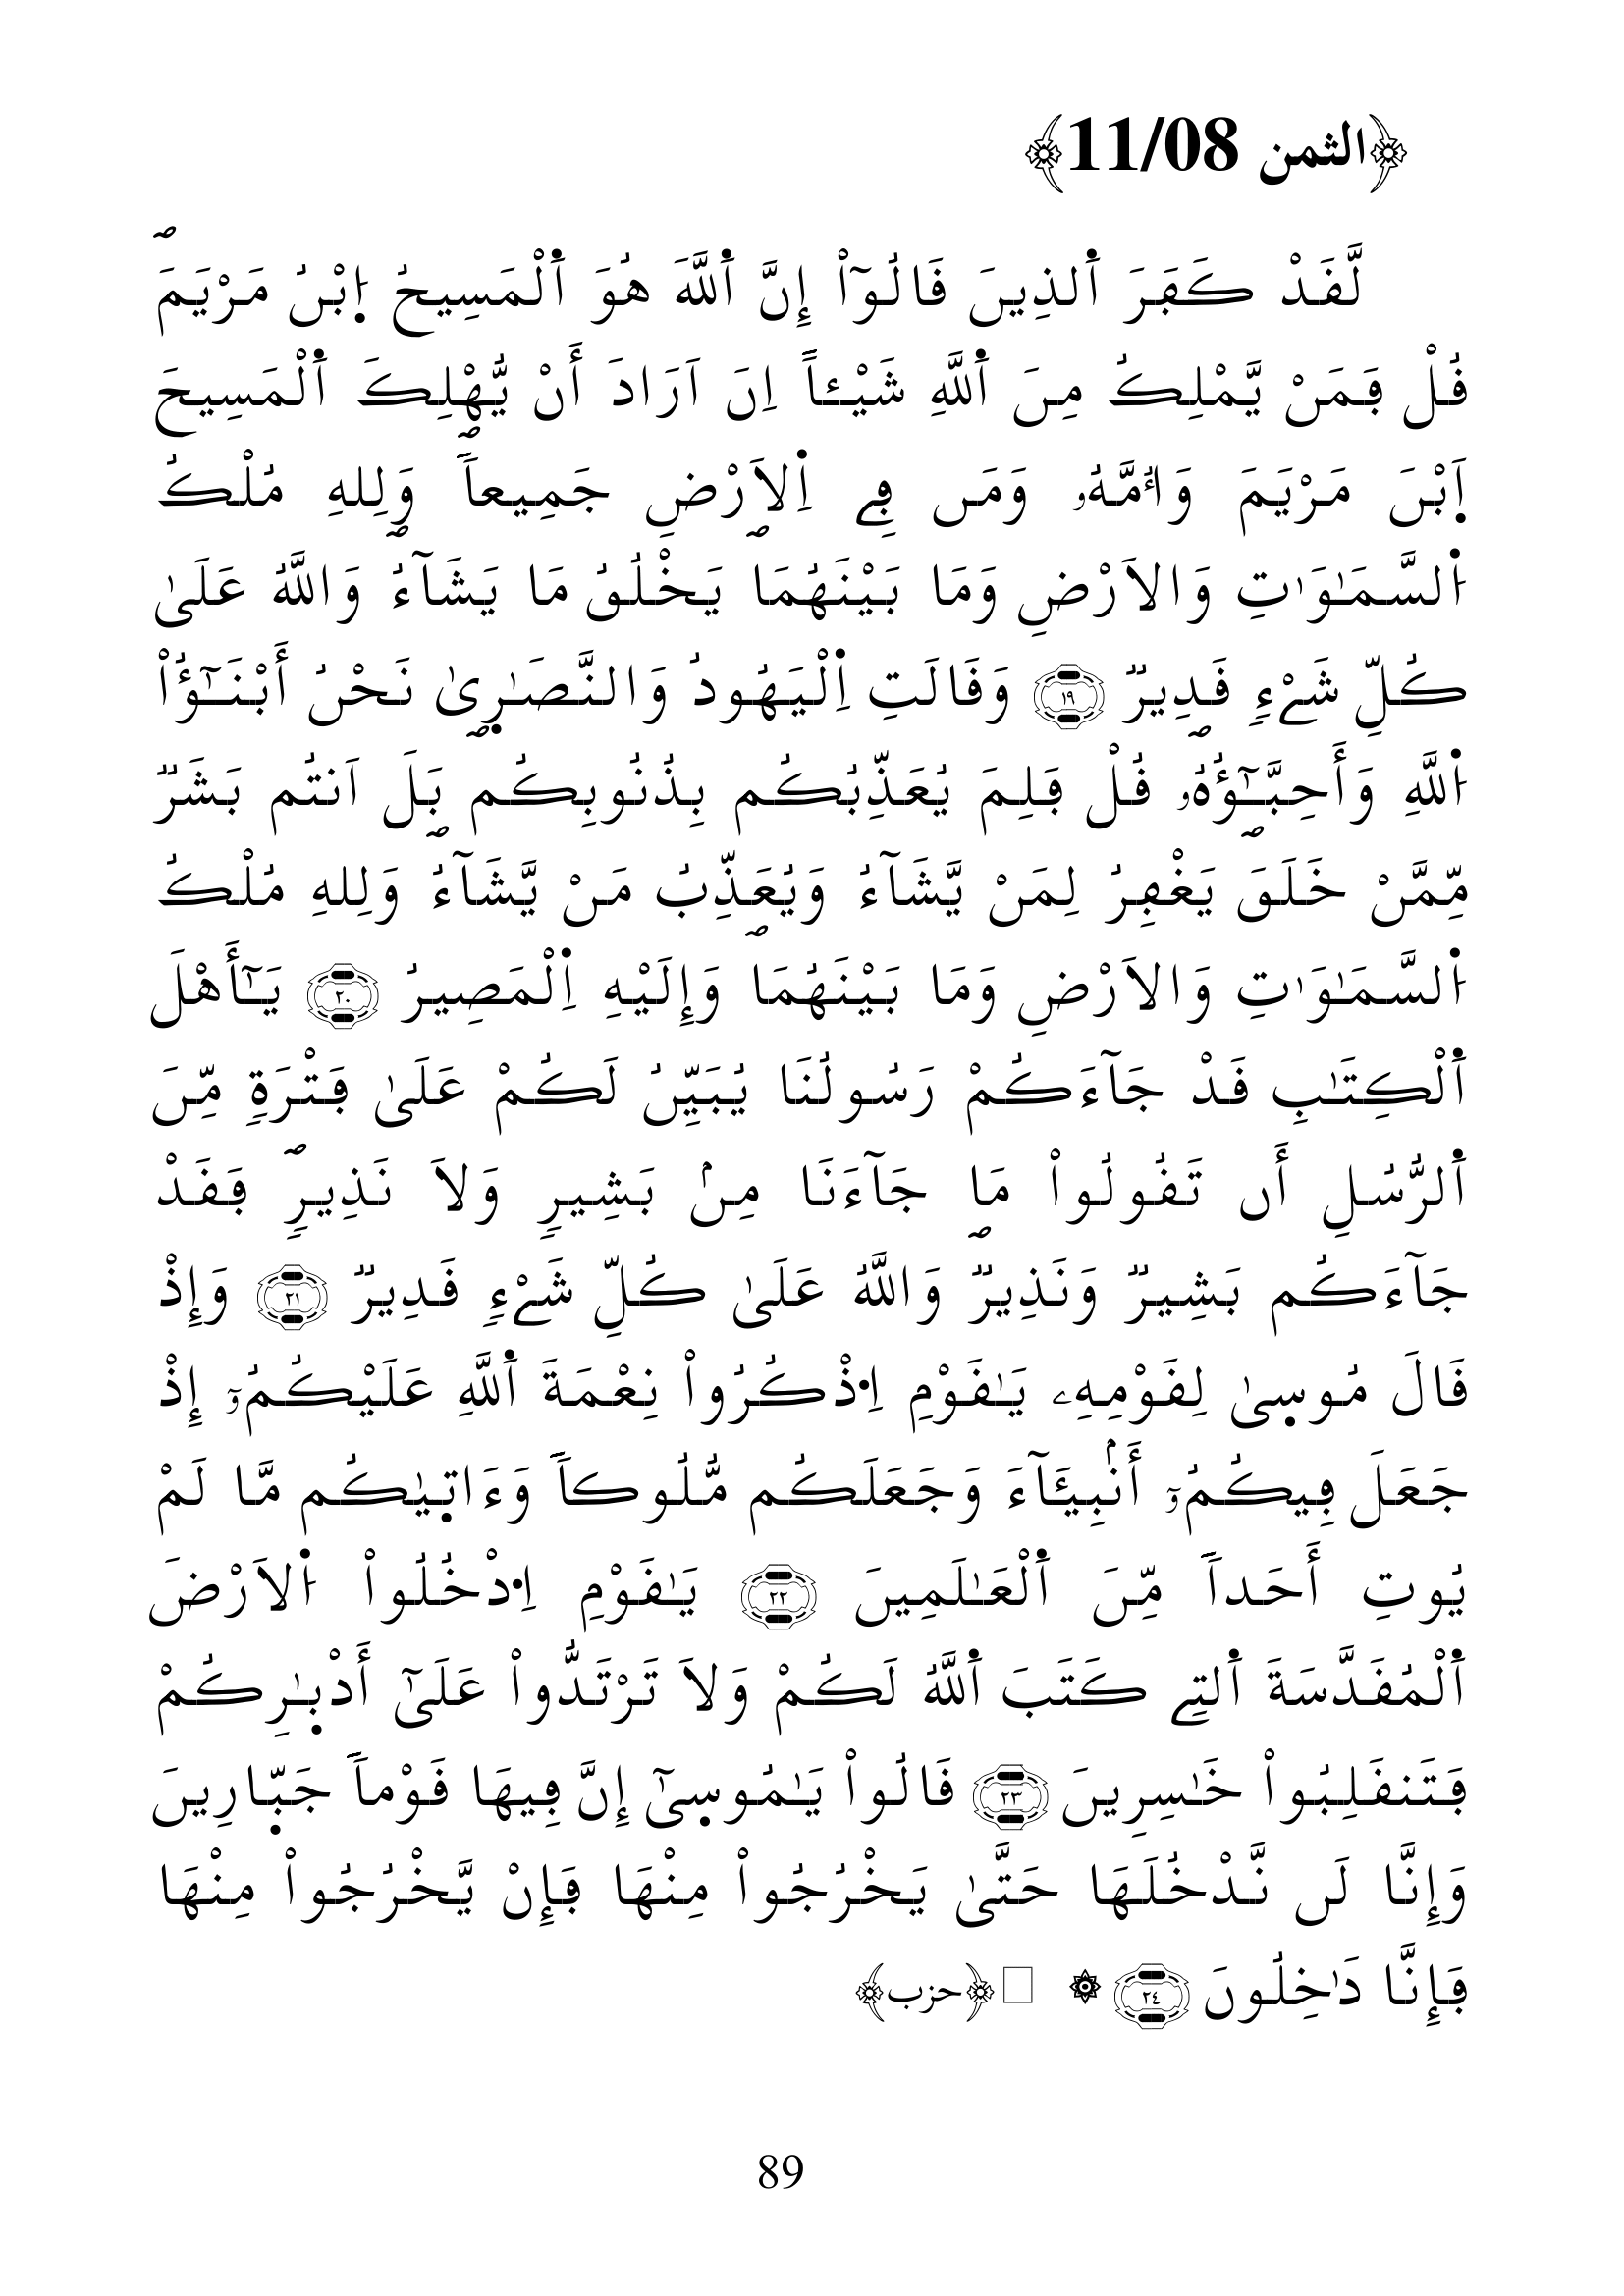 ﴿الثمن 11/08﴾
لَّقَدْ كَفَرَ اَ۬لذِينَ قَالُوٓاْ إِنَّ اَ۬للَّهَ هُوَ اَ۬لْمَسِيحُ اُ۪بْنُ مَرْيَمَۖ
قُلْ فَمَنْ يَّمْلِكُ مِنَ اَ۬للَّهِ شَيْـٔاً اِنَ اَرَادَ أَنْ يُّهْلِكَ اَ۬لْمَسِيحَ
اَ۪بْنَ مَرْيَمَ وَأُمَّهُۥ وَمَن فِے اِ۬لَارْضِ جَمِيعاٗۖ وَلِلهِ مُلْكُ
اُ۬لسَّمَٰوَٰتِ وَالَارْضِ وَمَا بَيْنَهُمَاۖ يَخْلُقُ مَا يَشَآءُۖ وَاللَّهُ عَلَىٰ
كُلِّ شَےْءٖ قَدِيرٞۖ ١٩ وَقَالَتِ اِ۬لْيَهُودُ وَالنَّصَٰر۪يٰ نَحْنُ أَبْنَٰٓؤُاْ
اُ۬للَّهِ وَأَحِبَّٰٓؤُهُۥۖ قُلْ فَلِمَ يُعَذِّبُكُم بِذُنُوبِكُمۖ بَلَ اَنتُم بَشَرٞ
مِّمَّنْ خَلَقَ يَغْفِرُ لِمَنْ يَّشَآءُ وَيُعَذِّبُ مَنْ يَّشَآءُۖ وَلِلهِ مُلْكُ
اُ۬لسَّمَٰوَٰتِ وَالَارْضِ وَمَا بَيْنَهُمَاۖ وَإِلَيْهِ اِ۬لْمَصِيرُ ٢٠ يَٰٓأَهْلَ
اَ۬لْكِتَٰبِ قَدْ جَآءَكُمْ رَسُولُنَا يُبَيِّنُ لَكُمْ عَلَىٰ فَتْرَةٖ مِّنَ
اَ۬لرُّسُلِ أَن تَقُولُواْ مَا جَآءَنَا مِنۢ بَشِيرٖ وَلَا نَذِيرٖۖ فَقَدْ
جَآءَكُم بَشِيرٞ وَنَذِيرٞۖ وَاللَّهُ عَلَىٰ كُلِّ شَےْءٖ قَدِيرٞ ٢١ وَإِذْ
قَالَ مُوس۪يٰ لِقَوْمِهِۦ يَٰقَوْمِ اِ۟ذْكُرُواْ نِعْمَةَ اَ۬للَّهِ عَلَيْكُمُۥٓ إِذْ
جَعَلَ فِيكُمُۥٓ أَنۢبِيَٓـَٔآءَ وَجَعَلَكُم مُّلُوكاٗ وَءَات۪يٰكُم مَّا لَمْ
يُوتِ أَحَداٗ مِّنَ اَ۬لْعَٰلَمِينَ ٢٢ يَٰقَوْمِ اِ۟دْخُلُواْ اُ۬لَارْضَ
اَ۬لْمُقَدَّسَةَ اَ۬لتِے كَتَبَ اَ۬للَّهُ لَكُمْ وَلَا تَرْتَدُّواْ عَلَىٰٓ أَدْبٰ۪رِكُمْ
فَتَنقَلِبُواْ خَٰسِرِينَ ٢٣ قَالُواْ يَٰمُوس۪يٰٓ إِنَّ فِيهَا قَوْماٗ جَبّ۪ارِينَ
وَإِنَّا لَن نَّدْخُلَهَا حَتَّىٰ يَخْرُجُواْ مِنْهَا فَإِنْ يَّخْرُجُواْ مِنْهَا
فَإِنَّا دَٰخِلُونَ ٢٤ ۞ ﴿حزب﴾
89